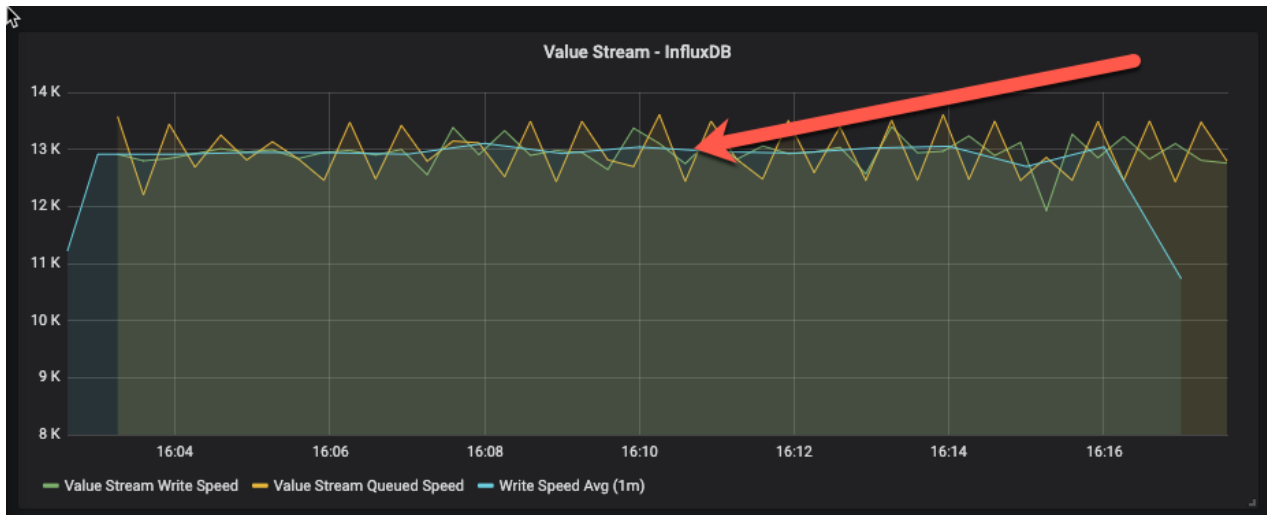 Value Stream - InfluxDB
14 K
13 K
12 K
11 K
10 K
9 K
8 K
16:04 16:06 16:08 16:10 16:12 16:14 16:16
Value Stream Write Speed Value Stream Queued Speed Write Speed Avg (1m)